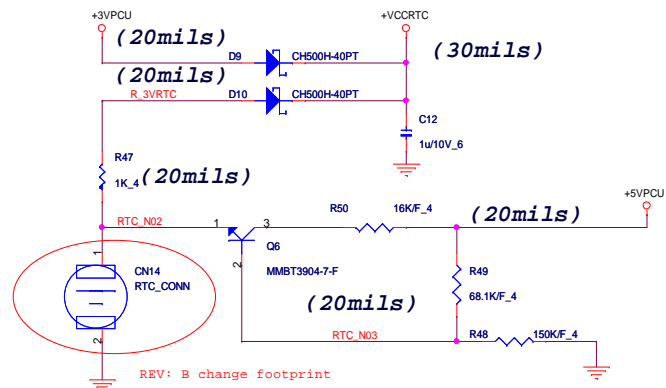 +3VPCU
+VCCRTC
(20mils)
D9
CH500H-40PT
(30mils)
(20mils)
R_3VRTC
D10
CH500H-40PT
C12
1u/10V_6
R47
1K_4
(20mils)
+5VPCU
R50
16K/F_4
(20mils)
RTC_N02
1
3
Q6
MMBT3904-7-F
2
1
CN14
RTC_CONN
R49
68.1K/F_4
(20mils)
RTC_N03
R48
150K/F_4
2
REV: B change footprint